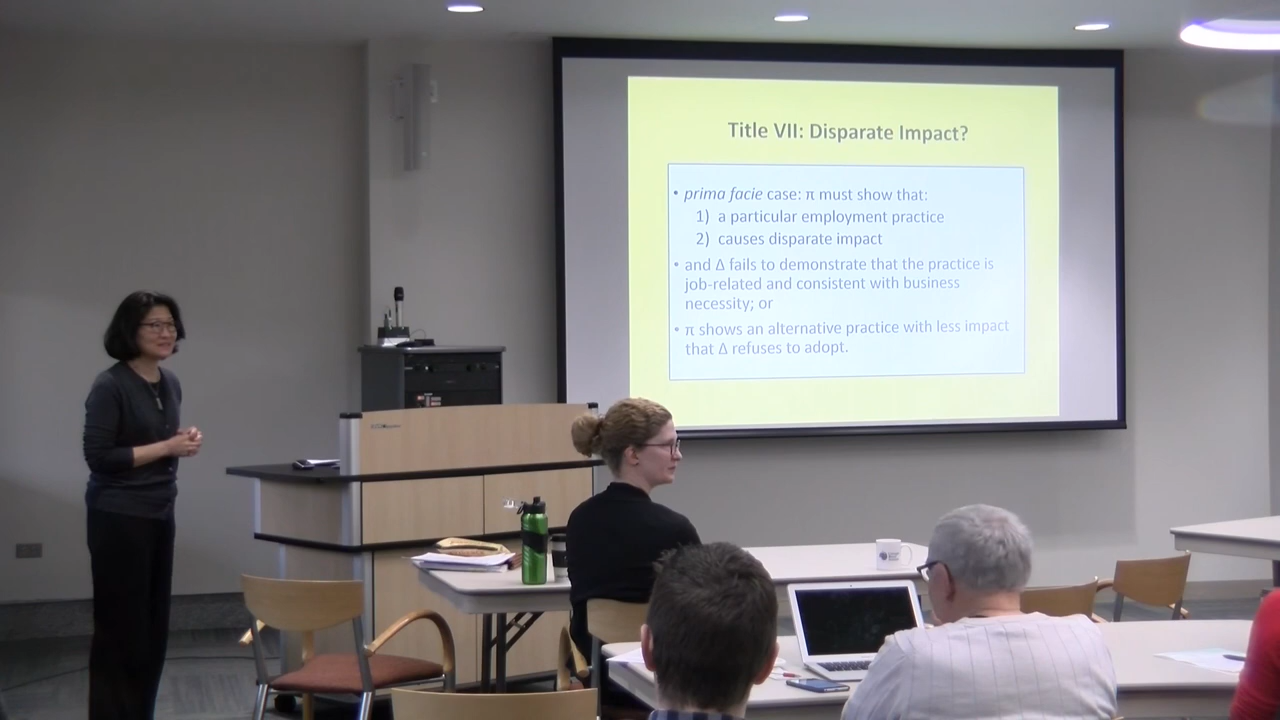 Title VII: Disparate Impact?
• prima facie case: π must show that:
1) a particular employment practice
2) causes disparate impact
• and Δ fails to demonstrate that the practice is
job-related and consistent with business
necessity; or
• π shows an alternative practice with less impact
that Δ refuses to adopt.